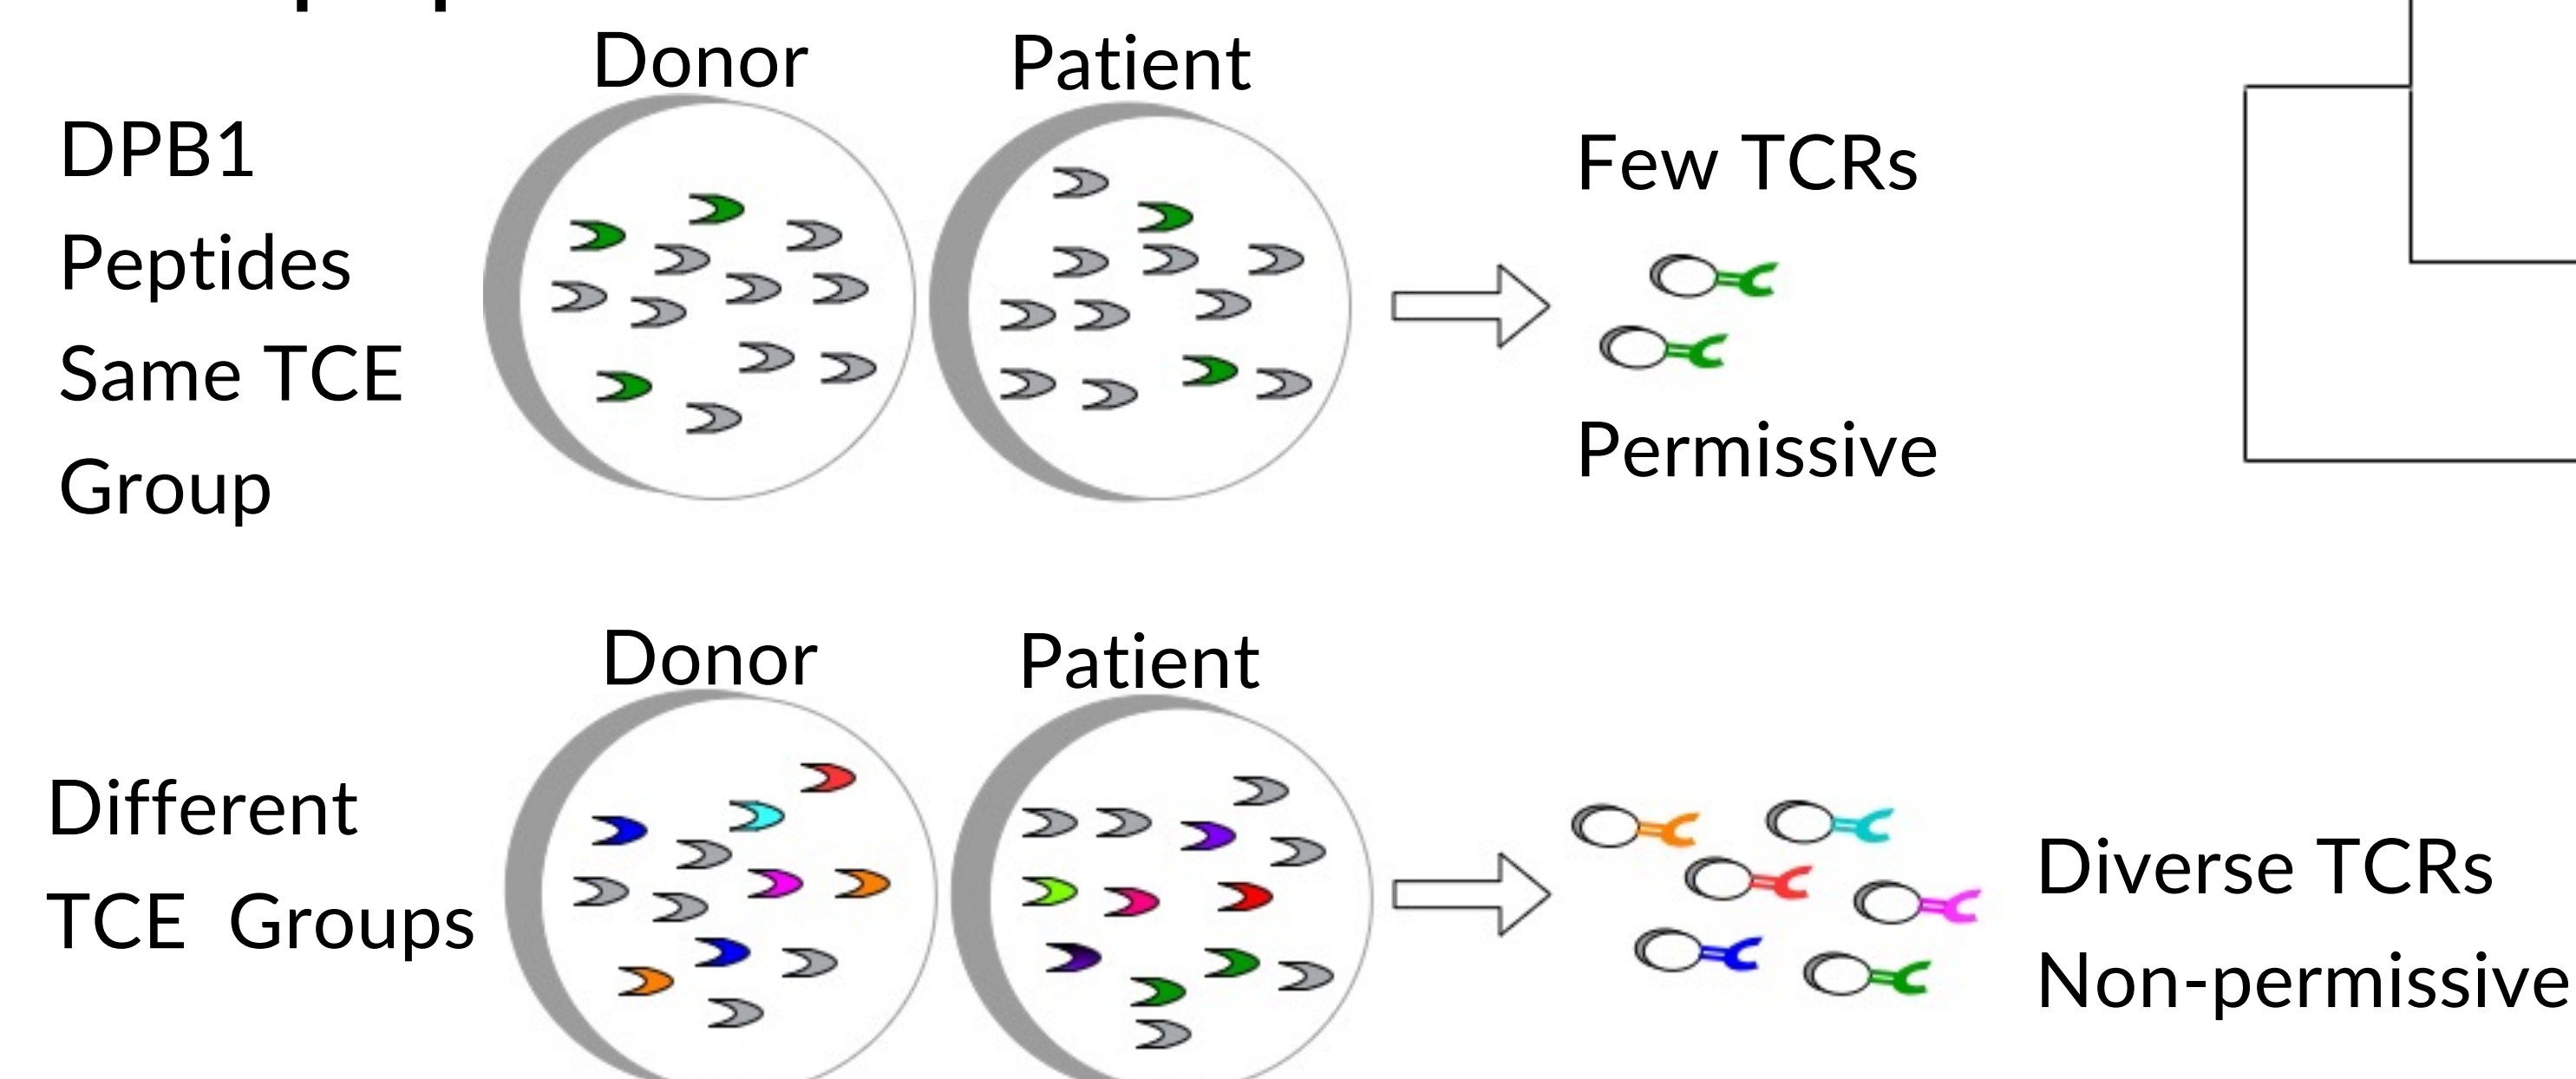 Donor
Patient
DPB1
Peptides
Same TCE
Group
Few TCRs
Permissive
Donor
Patient
Different
TCE Groups
Diverse TCRs
Non-permissive